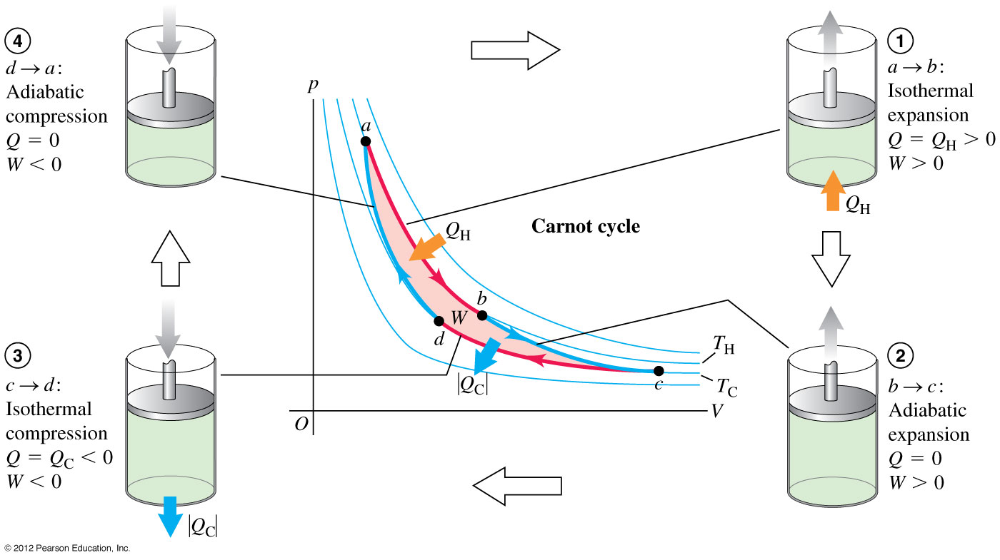 ④
d → a:
Adiabatic
compression
Q = 0
W < 0
①
a → b:
Isothermal
expansion
Q = Q_H > 0
W > 0
Q_H
p
a
Q_H
Carnot cycle
b
W
d
|Q_C|
c
T_H
T_C
V
O
③
c → d:
Isothermal
compression
Q = Q_C < 0
W < 0
|Q_C|
②
b → c:
Adiabatic
expansion
Q = 0
W > 0
© 2012 Pearson Education, Inc.